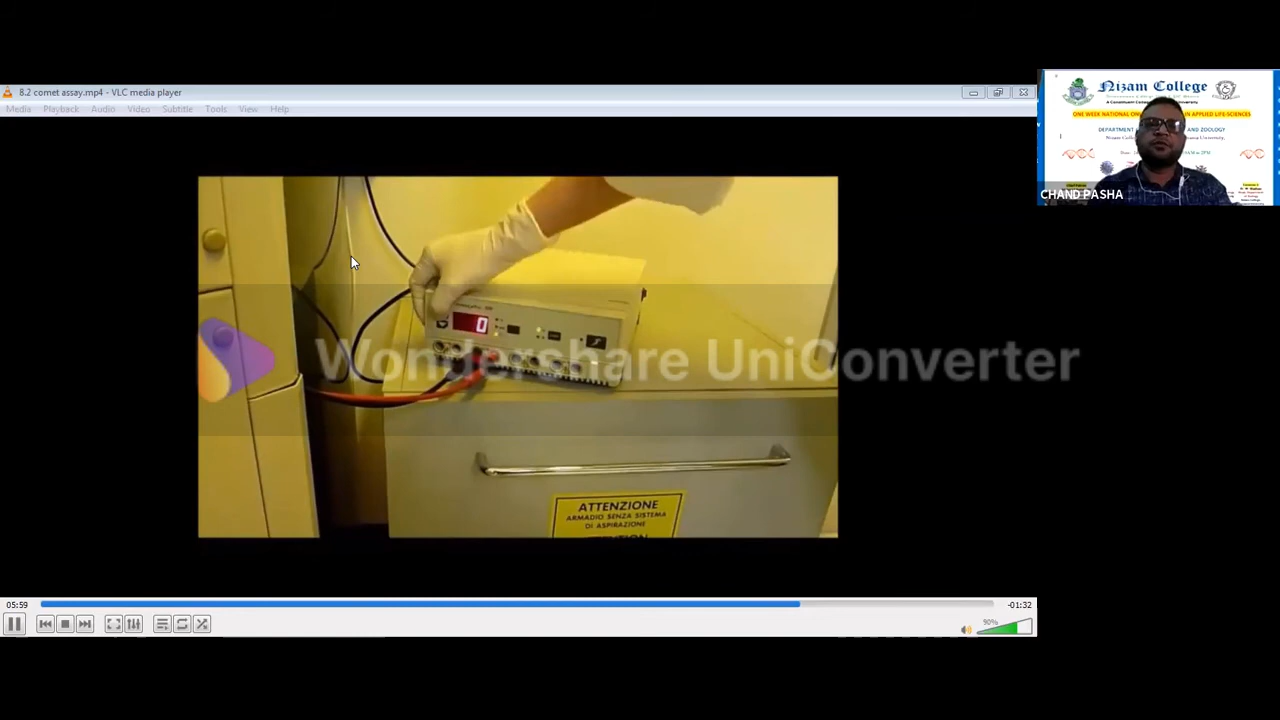 8.2 comet assay.mp4 - VLC media player
Media Playback Audio Video Subtitle Tools View Help
Nizam College
ONE WEEK NATIONAL IN APPLIED LIFE-SCIENCES
AND ZOOLOGY
CHAND PASHA
0
Wondershare UniConverter
ATTENZIONE
ARMADIO SENZA SISTEMA
DI ASPIRAZIONE
05:59
-01:32
90%